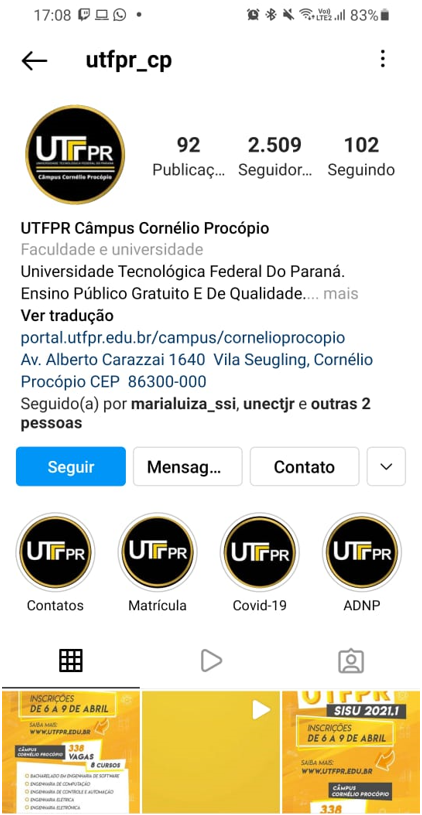 17:08
VoD LTE2 83%
utfpr_cp
UTFPR
UNIVERSIDADE TECNOLÓGICA FEDERAL DO PARANÁ
Câmpus Cornélio Procópio
92 2.509 102
Publicaç... Seguidor... Seguindo
UTFPR Câmpus Cornélio Procópio
Faculdade e universidade
Universidade Tecnológica Federal Do Paraná.
Ensino Público Gratuito E De Qualidade.... mais
Ver tradução
portal.utfpr.edu.br/campus/cornelioprocopio
Av. Alberto Carazzai 1640 Vila Seugling, Cornélio
Procópio CEP 86300-000
Seguido(a) por marialuiza_ssi, unectjr e outras 2
pessoas
Seguir Mensag... Contato
UTFPR UTFPR UTFPR UTFPR
Contatos Matrícula Covid-19 ADNP
INSCRIÇÕES
DE 6 A 9 DE ABRIL
SAIBA MAIS:
WWW.UTFPR.EDU.BR
CÂMPUS
CORNÉLIO PROCÓPIO
338
VAGAS
8 CURSOS
BACHARELADO EM ENGENHARIA DE SOFTWARE
ENGENHARIA DE COMPUTAÇÃO
ENGENHARIA DE CONTROLE E AUTOMAÇÃO
ENGENHARIA ELÉTRICA
ENGENHARIA ELETRÔNICA
UTFPR
SISU 2021.1
INSCRIÇÕES
DE 6 A 9 DE ABRIL
SAIBA MAIS:
WWW.UTFPR.EDU.BR
CÂMPUS
CORNÉLIO PROCÓPIO
338